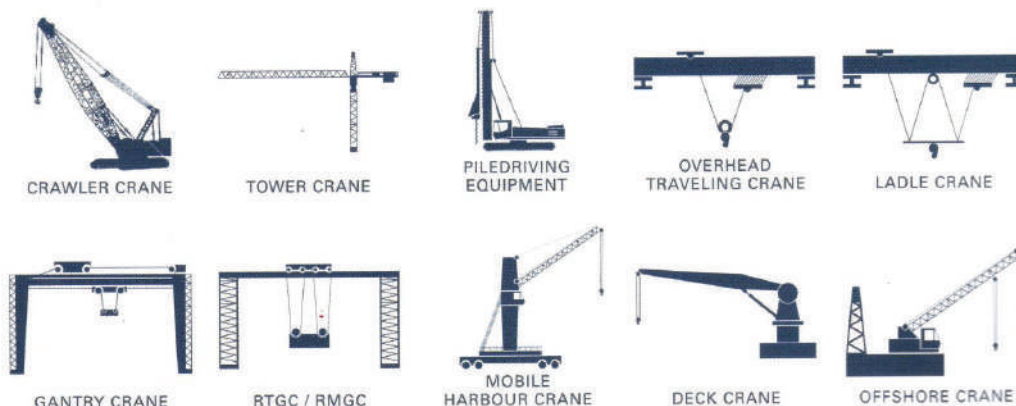 CRAWLER CRANE
TOWER CRANE
PILEDRIVING
EQUIPMENT
OVERHEAD
TRAVELING CRANE
LADLE CRANE
GANTRY CRANE
RTGC / RMGC
MOBILE
HARBOUR CRANE
DECK CRANE
OFFSHORE CRANE